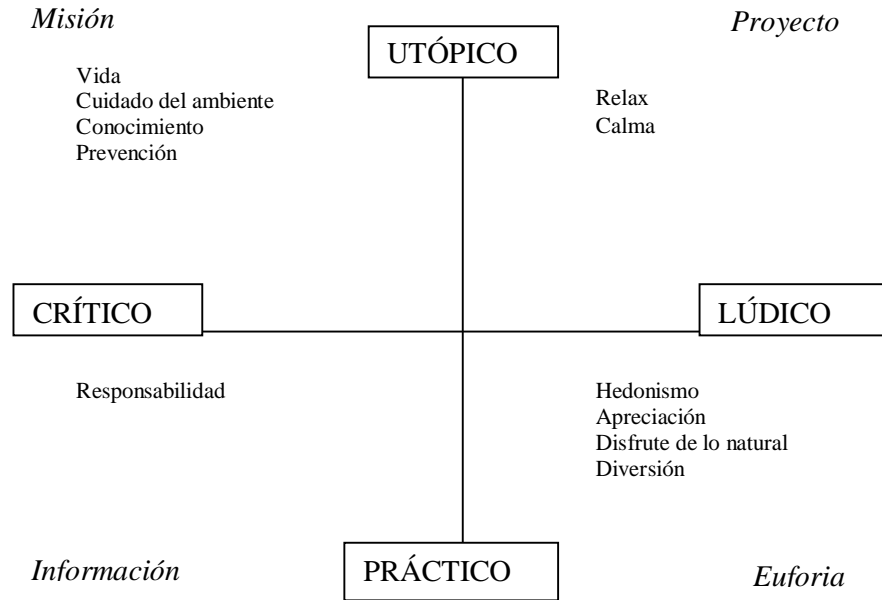 Misión
Proyecto
UTÓPICO
Vida
Cuidado del ambiente
Conocimiento
Prevención
Relax
Calma
CRÍTICO
LÚDICO
Responsabilidad
Hedonismo
Apreciación
Disfrute de lo natural
Diversión
Información
PRÁCTICO
Euforia